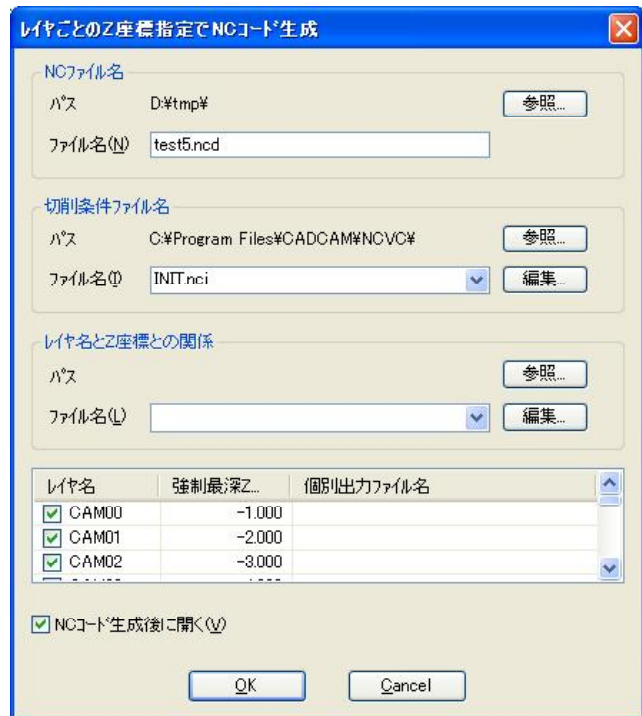 レイヤごとのZ座標指定でNCコード生成
NCファイル名
パス D:¥tmp¥ 参照...
ファイル名(N) test5.ncd
切削条件ファイル名
パス C:¥Program Files¥CADCAM¥NCVC¥ 参照...
ファイル名(I) INIT.nci 編集...
レイヤ名とZ座標との関係
パス 参照...
ファイル名(L) 編集...
レイヤ名 強制最深Z... 個別出力ファイル名
CAM00 -1.000
CAM01 -2.000
CAM02 -3.000
NCコード生成後に開く(V)
OK Cancel